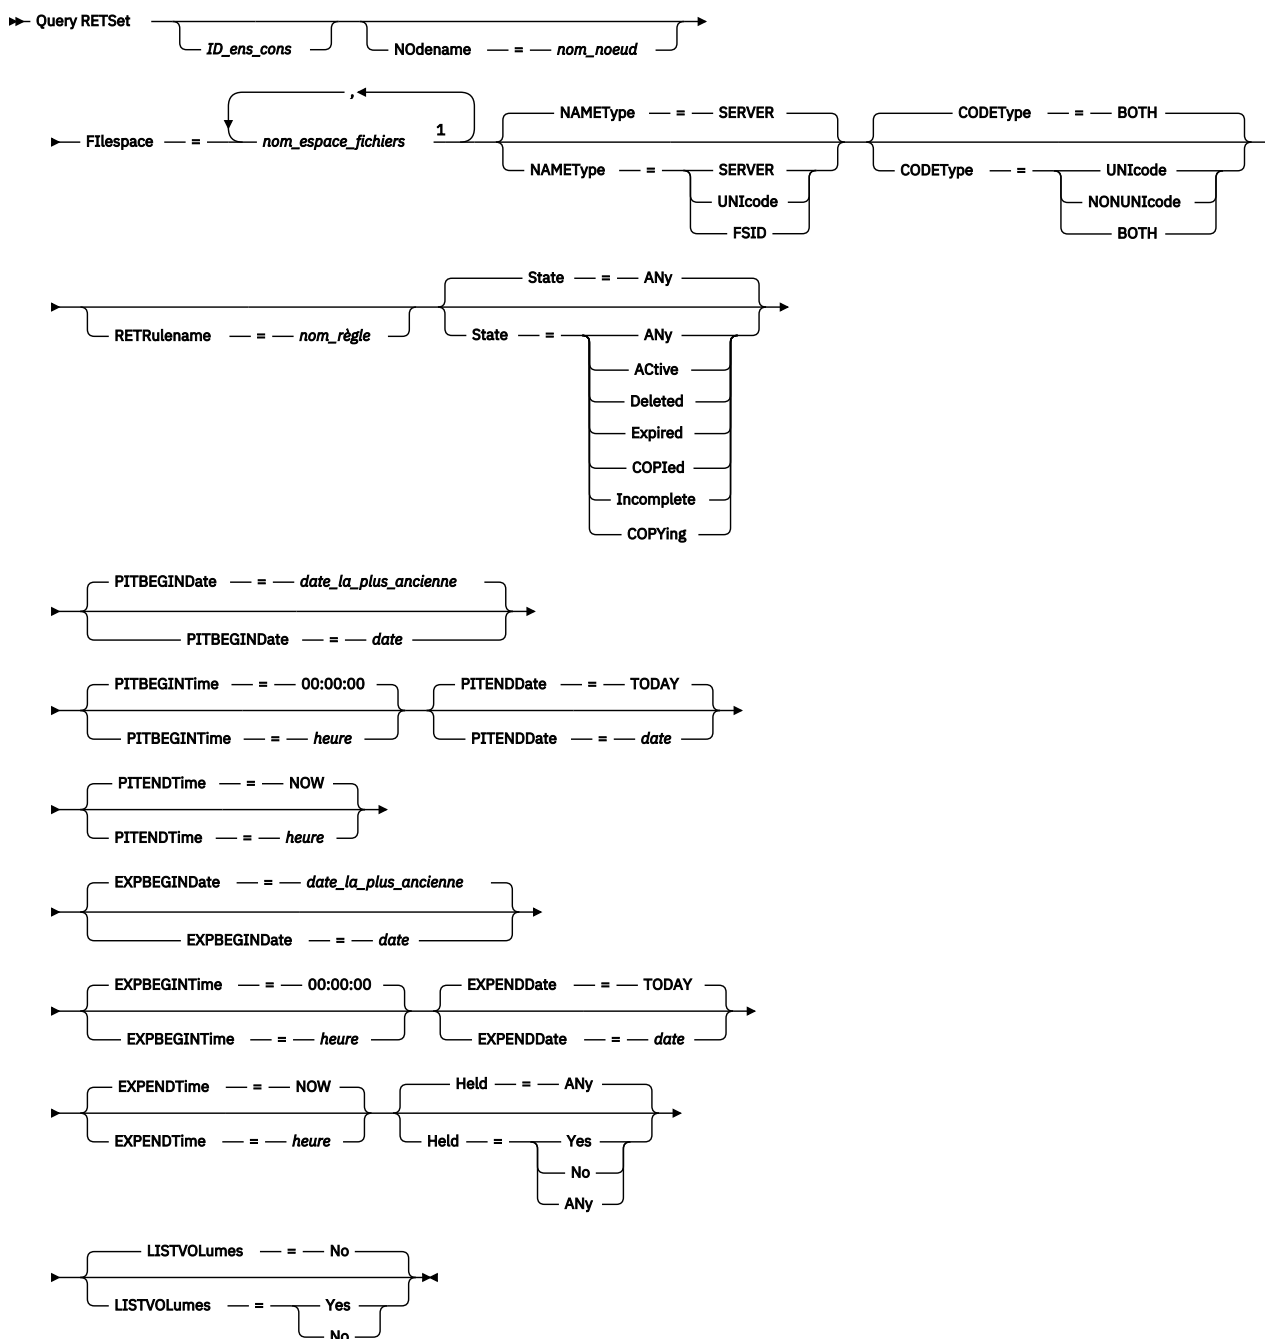 Query RETSet
ID_ens_cons
NOdename = nom_noeud
,
FIlespace = nom_espace_fichiers 1
NAMEType = SERVER
NAMEType = SERVER
UNIcode
FSID
CODEType = BOTH
CODEType = UNIcode
NONUNIcode
BOTH
RETRulename = nom_règle
State = ANy
State = ANy
ACtive
Deleted
Expired
COPIed
Incomplete
COPYing
PITBEGINDate = date_la_plus_ancienne
PITBEGINDate = date
PITBEGINTime = 00:00:00
PITBEGINTime = heure
PITENDDate = TODAY
PITENDDate = date
PITENDTime = NOW
PITENDTime = heure
EXPBEGINDate = date_la_plus_ancienne
EXPBEGINDate = date
EXPBEGINTime = 00:00:00
EXPBEGINTime = heure
EXPENDDate = TODAY
EXPENDDate = date
EXPENDTime = NOW
EXPENDTime = heure
Held = ANy
Held = Yes
No
ANy
LISTVOLumes = No
LISTVOLumes = Yes
No